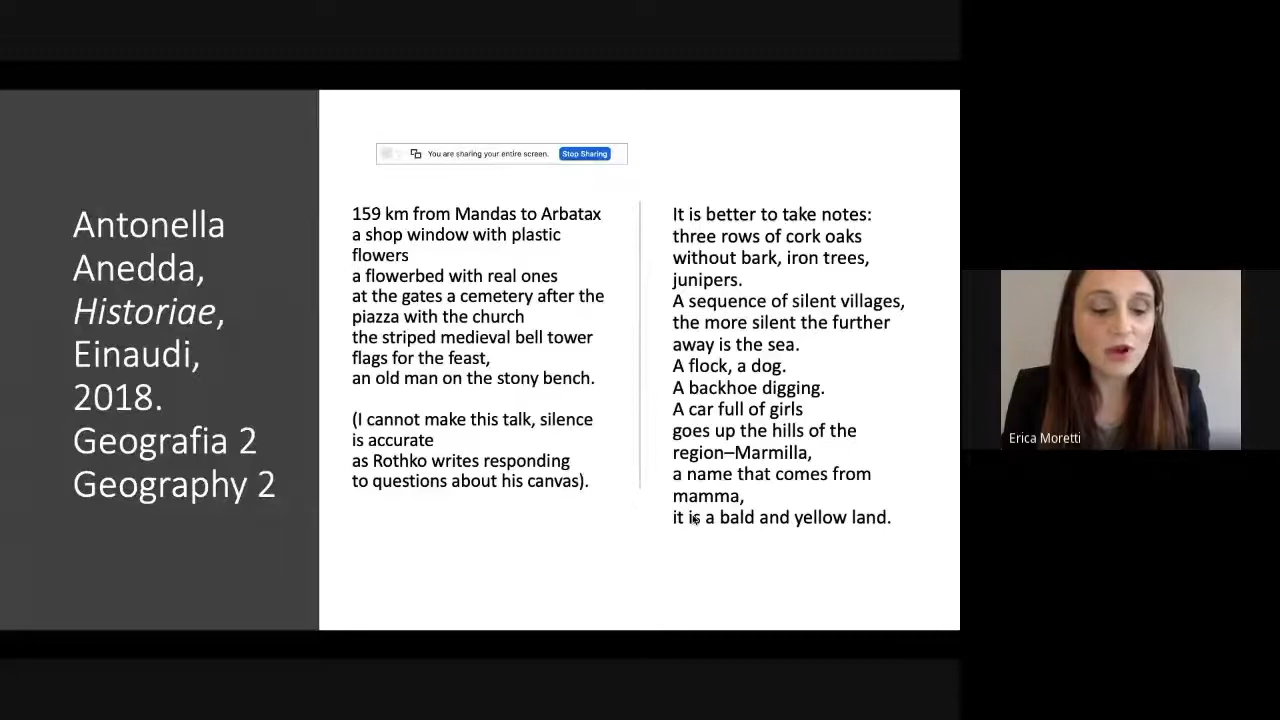 You are sharing your entire screen.
Stop Sharing
Antonella
Anedda,
Historiae,
Einaudi,
2018.
Geografia 2
Geography 2
159 km from Mandas to Arbatax
a shop window with plastic
flowers
a flowerbed with real ones
at the gates a cemetery after the
piazza with the church
the striped medieval bell tower
flags for the feast,
an old man on the stony bench.
(I cannot make this talk, silence
is accurate
as Rothko writes responding
to questions about his canvas).
It is better to take notes:
three rows of cork oaks
without bark, iron trees,
junipers.
A sequence of silent villages,
the more silent the further
away is the sea.
A flock, a dog.
A backhoe digging.
A car full of girls
goes up the hills of the
region–Marmilla,
a name that comes from
mamma,
it is a bald and yellow land.
Erica Moretti